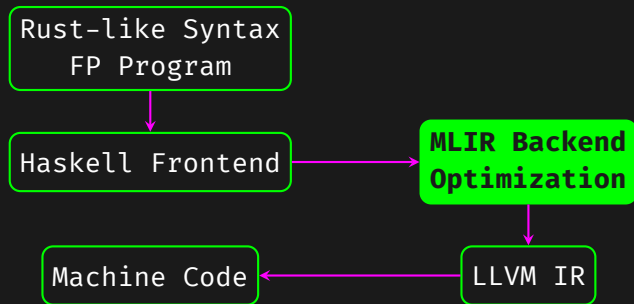 Rust-like Syntax
FP Program
Haskell Frontend
MLIR Backend
Optimization
LLVM IR
Machine Code